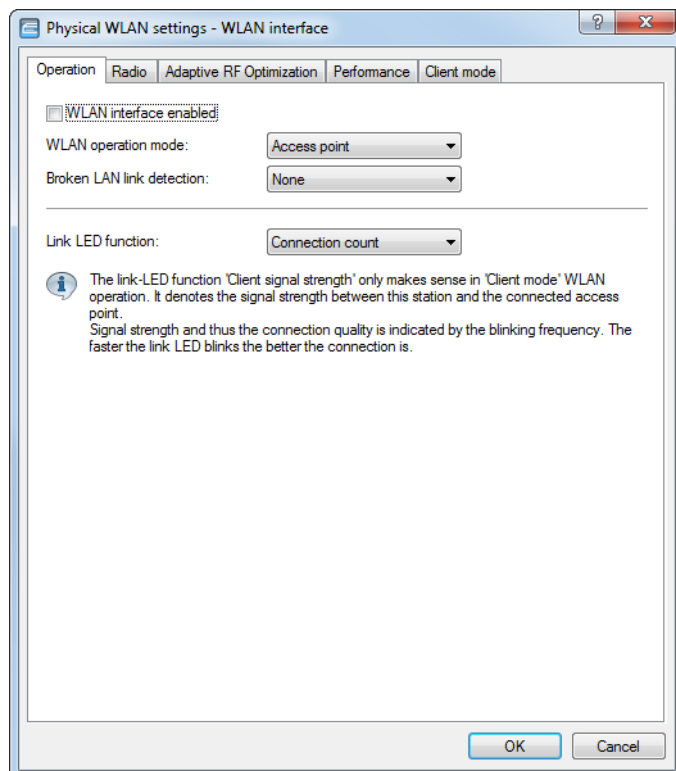 Physical WLAN settings - WLAN interface
Operation Radio Adaptive RF Optimization Performance Client mode
WLAN interface enabled
WLAN operation mode: Access point
Broken LAN link detection: None
Link LED function: Connection count
The link-LED function 'Client signal strength' only makes sense in 'Client mode' WLAN
operation. It denotes the signal strength between this station and the connected access
point.
Signal strength and thus the connection quality is indicated by the blinking frequency. The
faster the link LED blinks the better the connection is.
OK Cancel